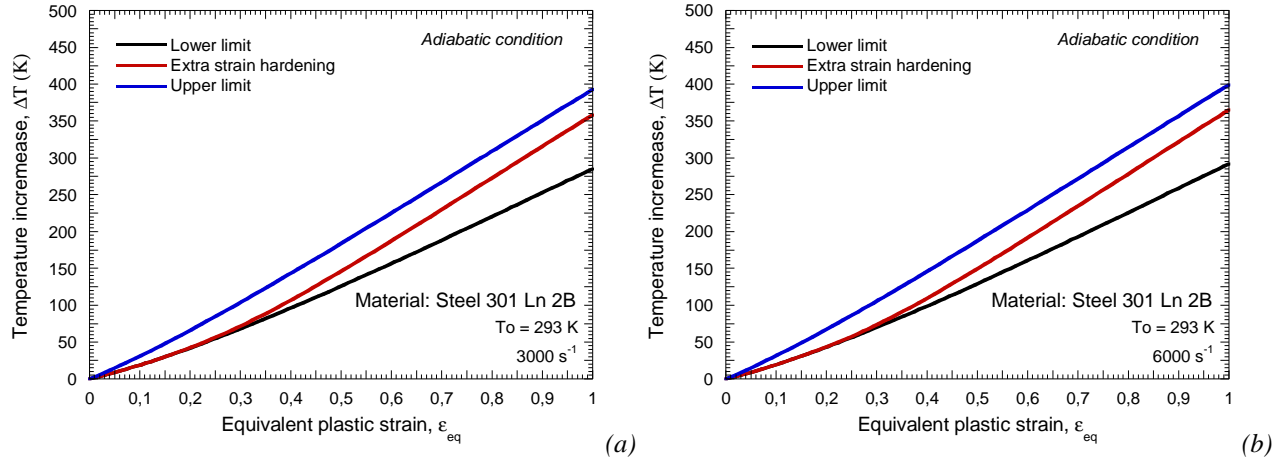 500
450
400
350
300
250
200
150
100
50
0
Temperature incremease, ΔT (K)
Lower limit
Extra strain hardening
Upper limit
Adiabatic condition
Material: Steel 301 Ln 2B
To = 293 K
3000 s⁻¹
0 0,1 0,2 0,3 0,4 0,5 0,6 0,7 0,8 0,9 1
Equivalent plastic strain, ε_eq
(a)
500
450
400
350
300
250
200
150
100
50
0
Temperature incremease, ΔT (K)
Lower limit
Extra strain hardening
Upper limit
Adiabatic condition
Material: Steel 301 Ln 2B
To = 293 K
6000 s⁻¹
0 0,1 0,2 0,3 0,4 0,5 0,6 0,7 0,8 0,9 1
Equivalent plastic strain, ε_eq
(b)